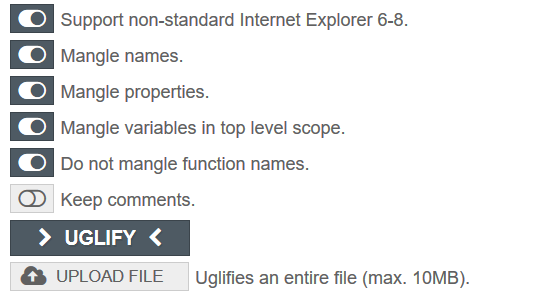 Support non-standard Internet Explorer 6-8.
Mangle names.
Mangle properties.
Mangle variables in top level scope.
Do not mangle function names.
Keep comments.
UGLIFY
UPLOAD FILE Uglifies an entire file (max. 10MB).